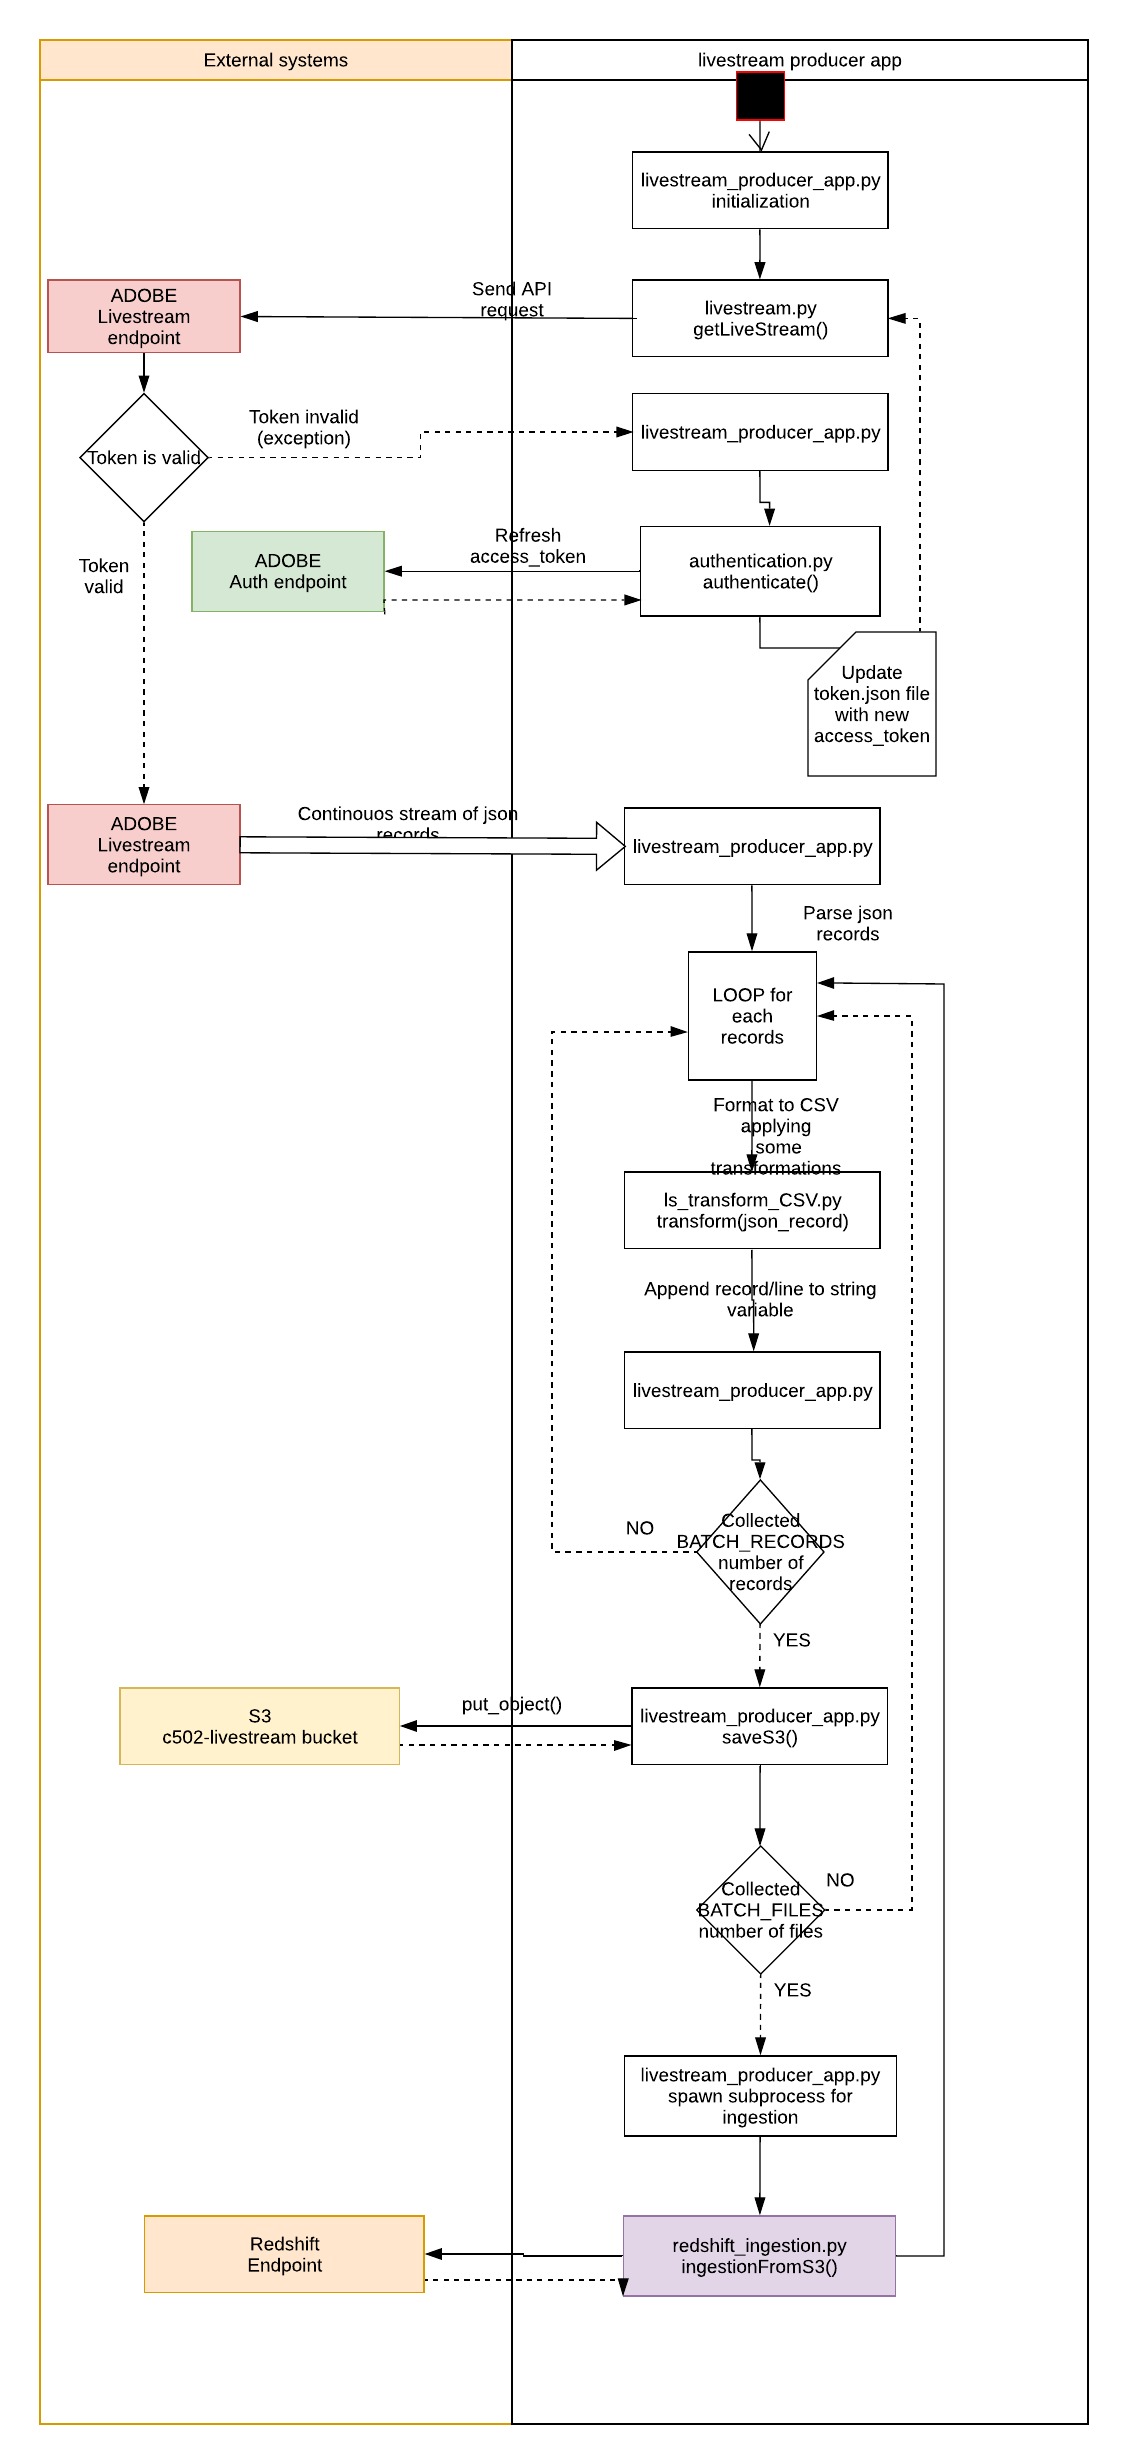 External systems
livestream producer app
livestream_producer_app.py
initialization
Send API
request
ADOBE
Livestream
endpoint
livestream.py
getLiveStream()
Token invalid
(exception)
livestream_producer_app.py
Token is valid
Refresh
access_token
Token
valid
ADOBE
Auth endpoint
authentication.py
authenticate()
Update
token.json file
with new
access_token
Continouos stream of json
records
ADOBE
Livestream
endpoint
livestream_producer_app.py
Parse json
records
LOOP for
each
records
Format to CSV
applying
some
transformations
ls_transform_CSV.py
transform(json_record)
Append record/line to string
variable
livestream_producer_app.py
NO
Collected
BATCH_RECORDS
number of
records
YES
S3
c502-livestream bucket
put_object()
livestream_producer_app.py
saveS3()
NO
Collected
BATCH_FILES
number of files
YES
livestream_producer_app.py
spawn subprocess for
ingestion
Redshift
Endpoint
redshift_ingestion.py
ingestionFromS3()